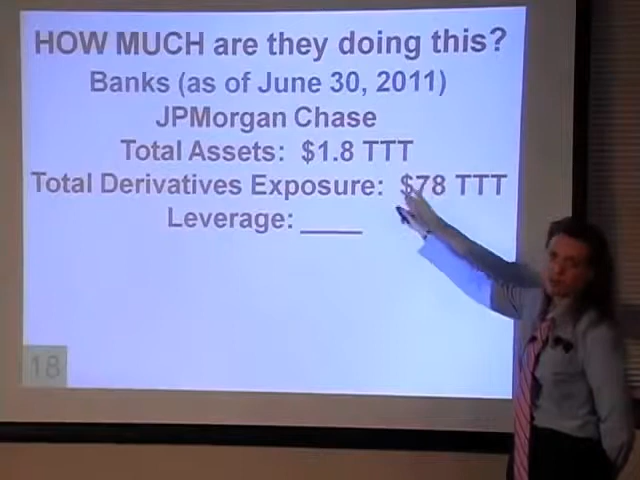 HOW MUCH are they doing this?
Banks (as of June 30, 2011)
JPMorgan Chase
Total Assets: $1.8 TTT
Total Derivatives Exposure: $78 TTT
Leverage: ____
18